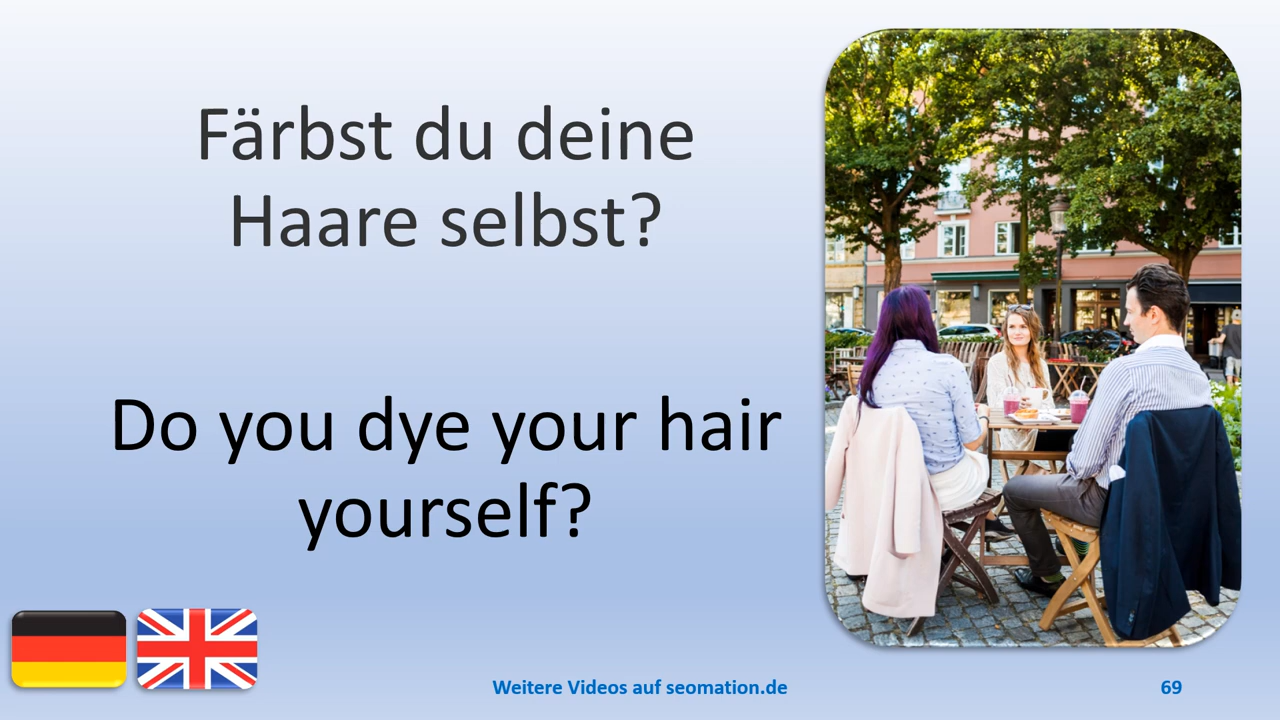 Färbst du deine
Haare selbst?
Do you dye your hair
yourself?
Weitere Videos auf seomation.de
69